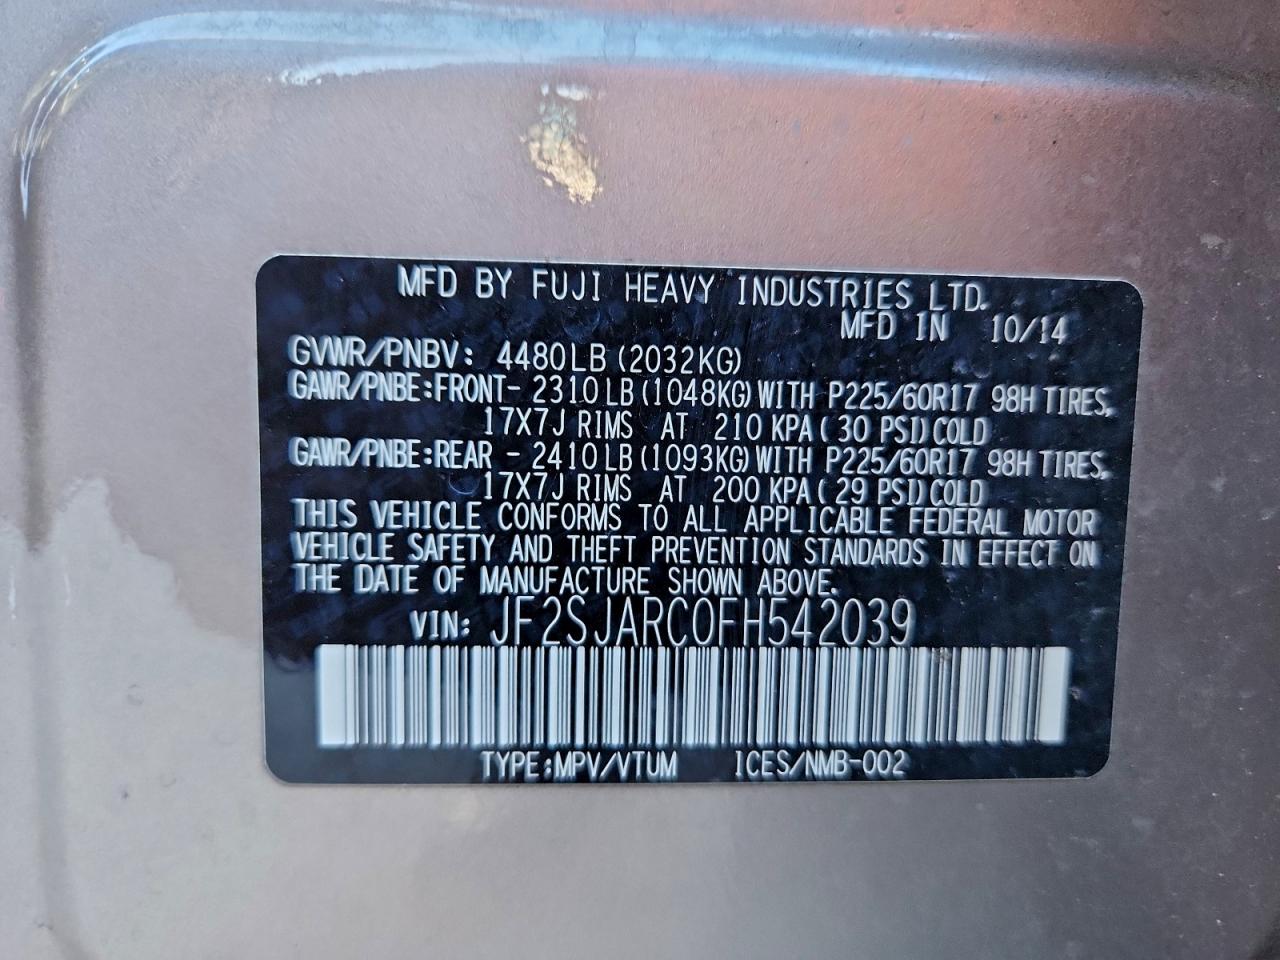 MFD BY FUJI HEAVY INDUSTRIES LTD.
MFD IN 10/14
GVWR/PNBV: 4480LB (2032KG)
GAWR/PNBE:FRONT- 2310LB (1048KG) WITH P225/60R17 98H TIRES,
17X7J RIMS AT 210 KPA( 30 PSI) COLD
GAWR/PNBE:REAR - 2410LB (1093KG) WITH P225/60R17 98H TIRES,
17X7J RIMS AT 200 KPA( 29 PSI) COLD
THIS VEHICLE CONFORMS TO ALL APPLICABLE FEDERAL MOTOR
VEHICLE SAFETY AND THEFT PREVENTION STANDARDS IN EFFECT ON
THE DATE OF MANUFACTURE SHOWN ABOVE.
VIN: JF2SJARC0FH542039
TYPE:MPV/VTUM ICES/NMB-002